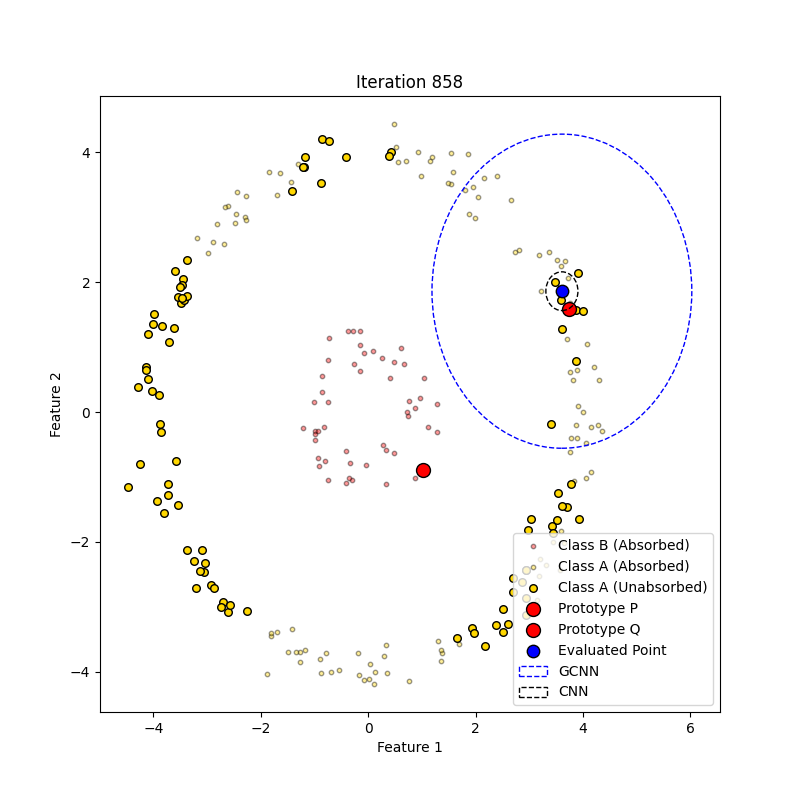 Iteration 858
Feature 2
4
2
0
−2
−4
−4
−2
0
2
4
6
Feature 1
Class B (Absorbed)
Class A (Absorbed)
Class A (Unabsorbed)
Prototype P
Prototype Q
Evaluated Point
GCNN
CNN